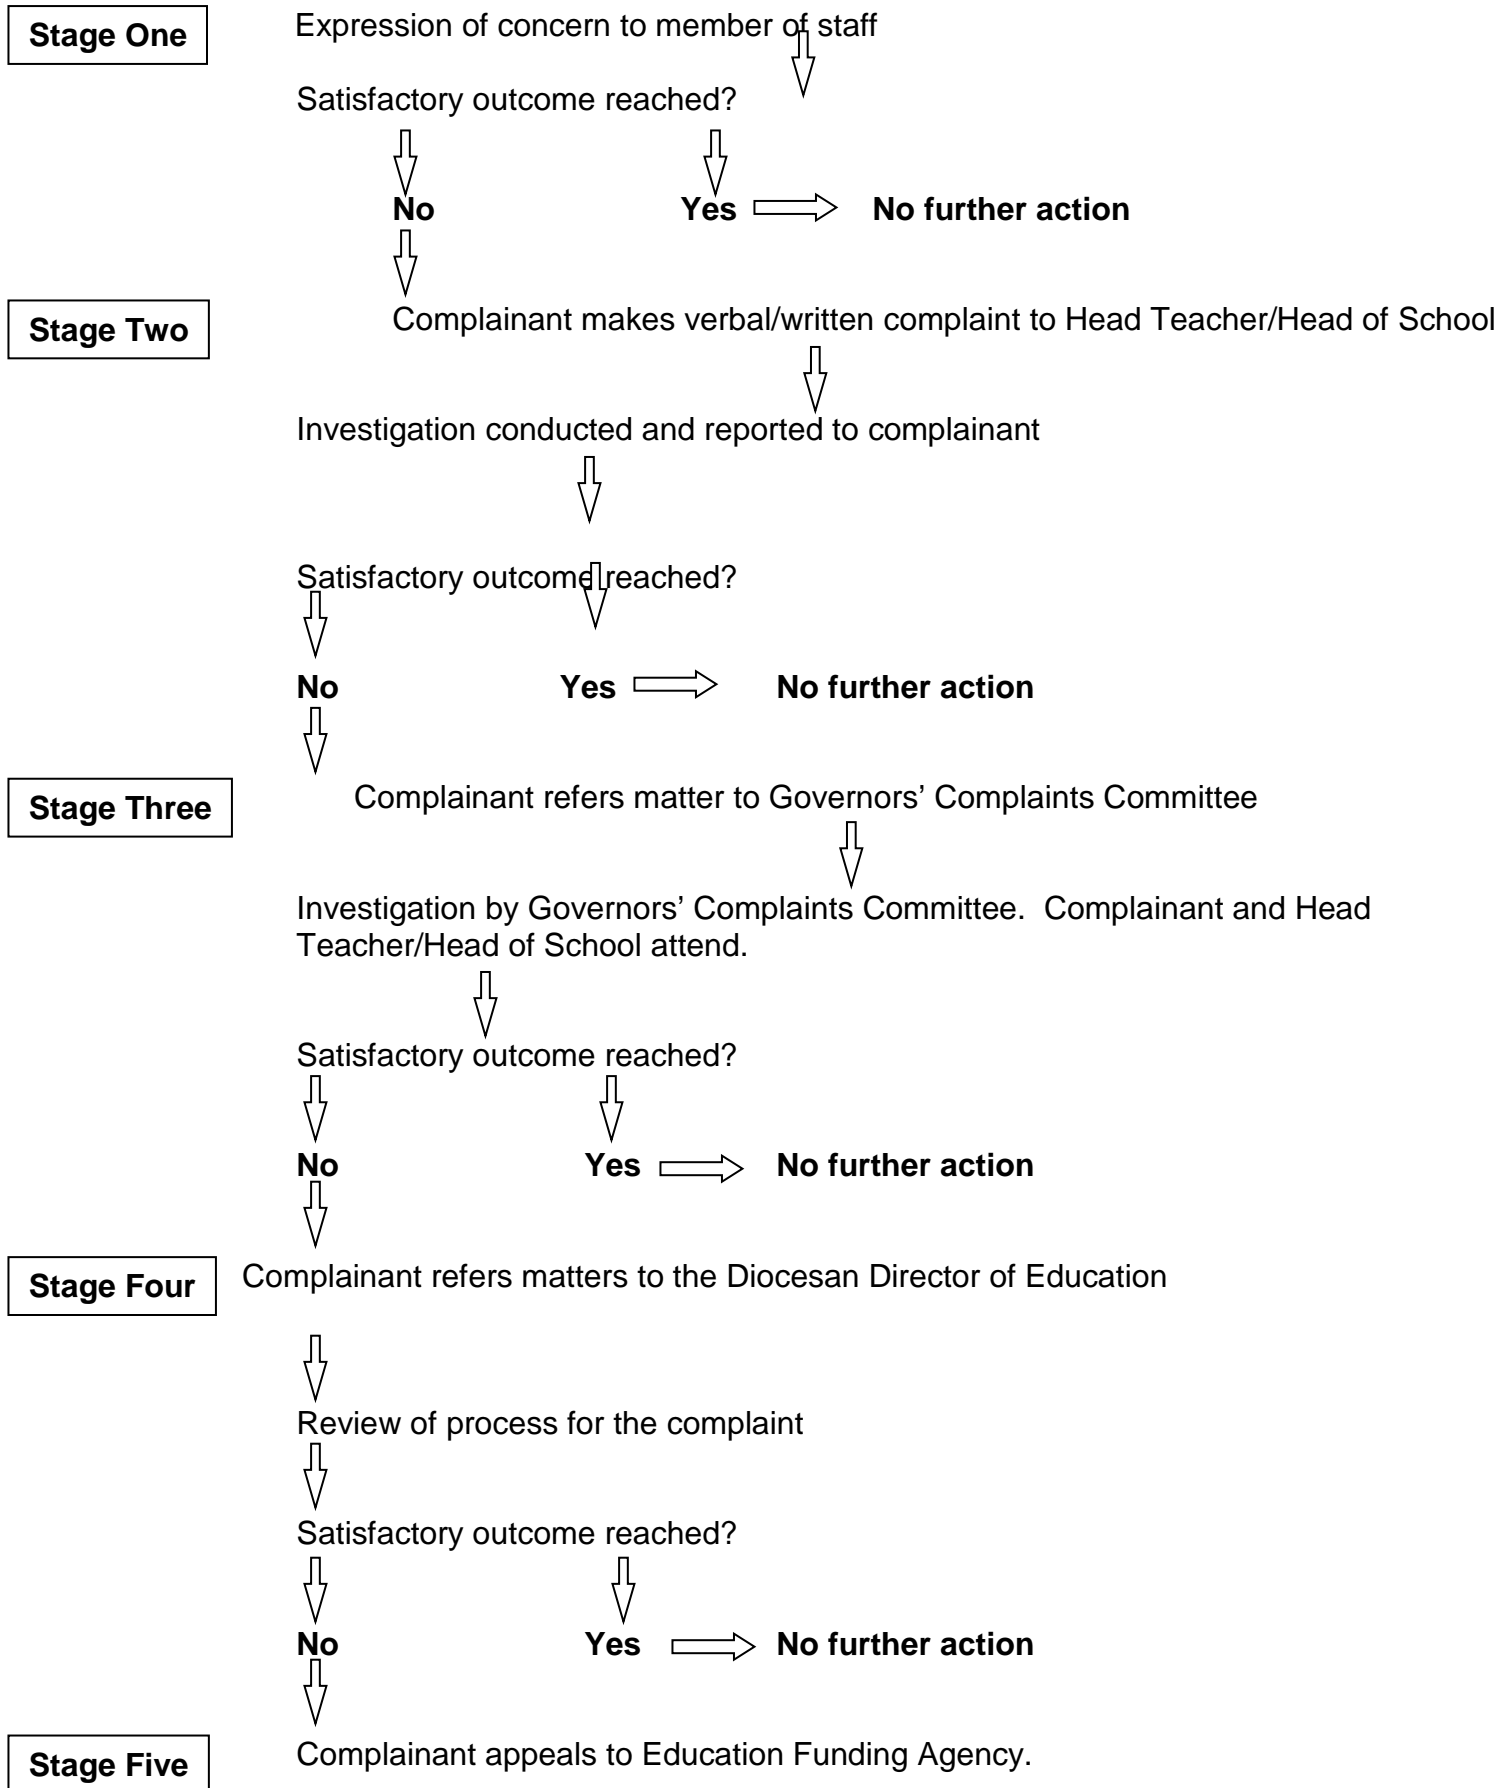 Stage One
Expression of concern to member of staff
Satisfactory outcome reached?
No Yes No further action
Stage Two
Complainant makes verbal/written complaint to Head Teacher/Head of School
Investigation conducted and reported to complainant
Satisfactory outcome reached?
No Yes No further action
Stage Three
Complainant refers matter to Governors’ Complaints Committee
Investigation by Governors’ Complaints Committee. Complainant and Head
Teacher/Head of School attend.
Satisfactory outcome reached?
No Yes No further action
Stage Four
Complainant refers matters to the Diocesan Director of Education
Review of process for the complaint
Satisfactory outcome reached?
No Yes No further action
Stage Five
Complainant appeals to Education Funding Agency.